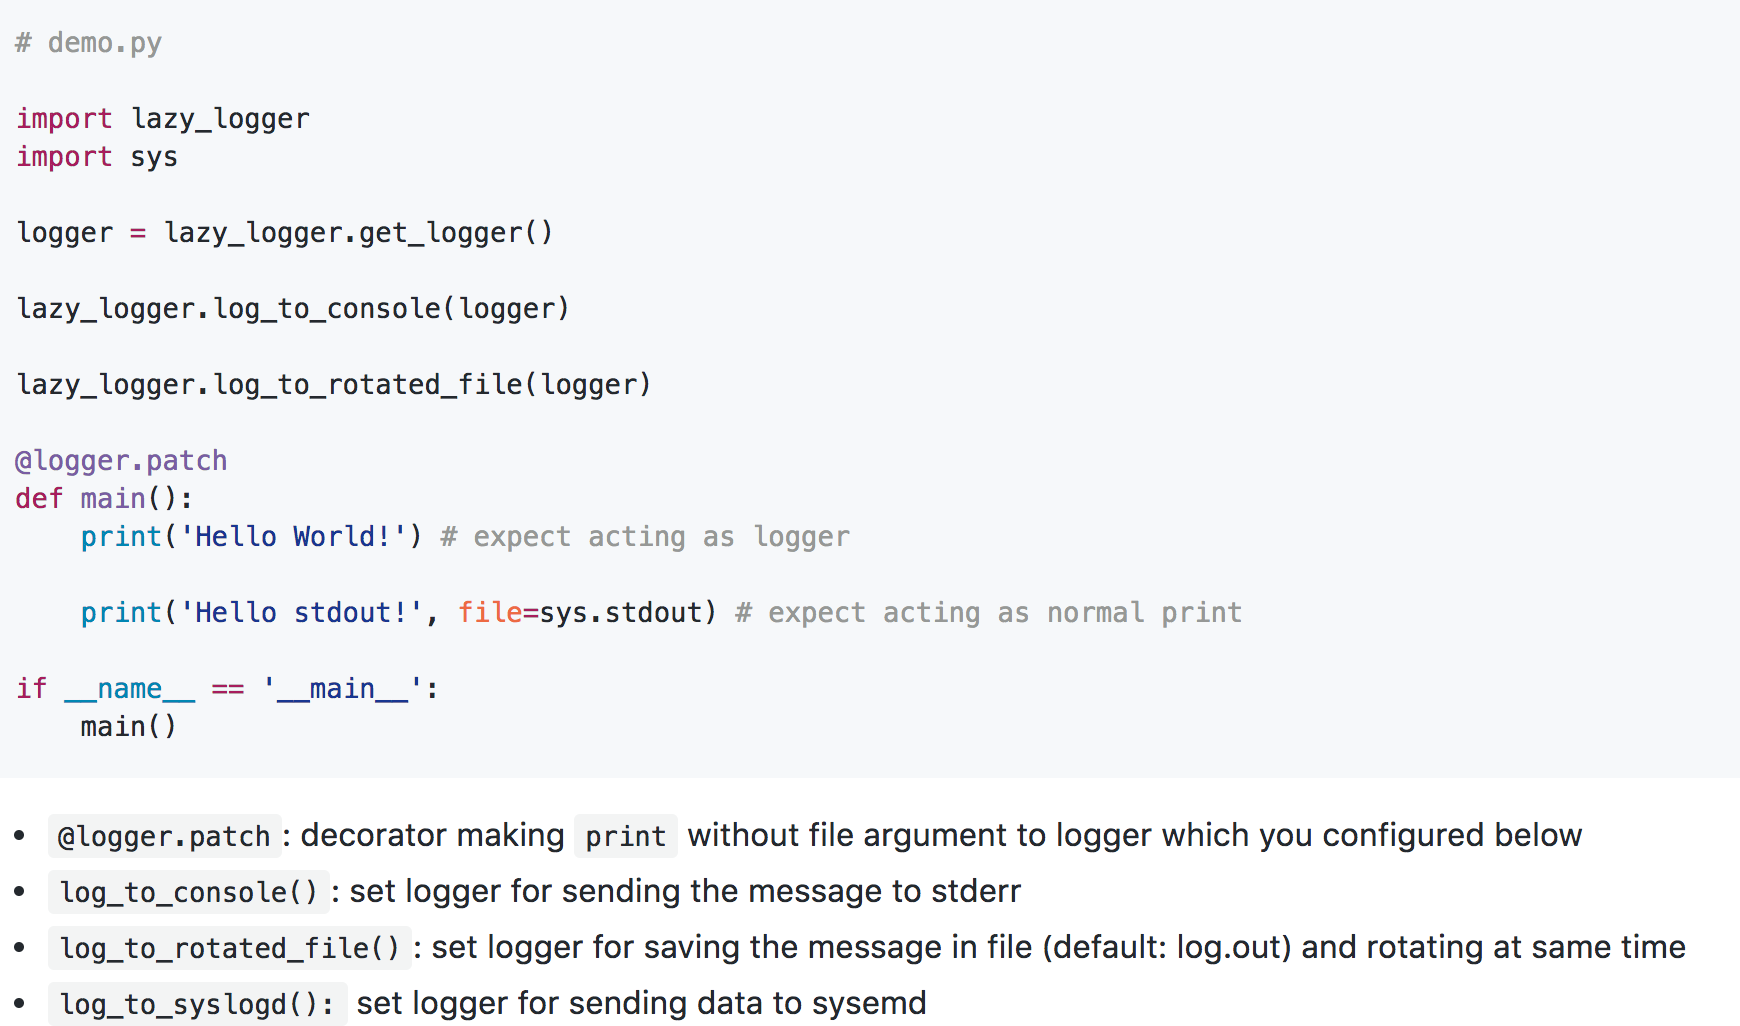 # demo.py
import lazy_logger
import sys
logger = lazy_logger.get_logger()
lazy_logger.log_to_console(logger)
lazy_logger.log_to_rotated_file(logger)
@logger.patch
def main():
    print('Hello World!') # expect acting as logger
    print('Hello stdout!', file=sys.stdout) # expect acting as normal print
if __name__ == '__main__':
    main()
• @logger.patch: decorator making print without file argument to logger which you configured below
• log_to_console(): set logger for sending the message to stderr
• log_to_rotated_file(): set logger for saving the message in file (default: log.out) and rotating at same time
• log_to_syslogd(): set logger for sending data to sysemd